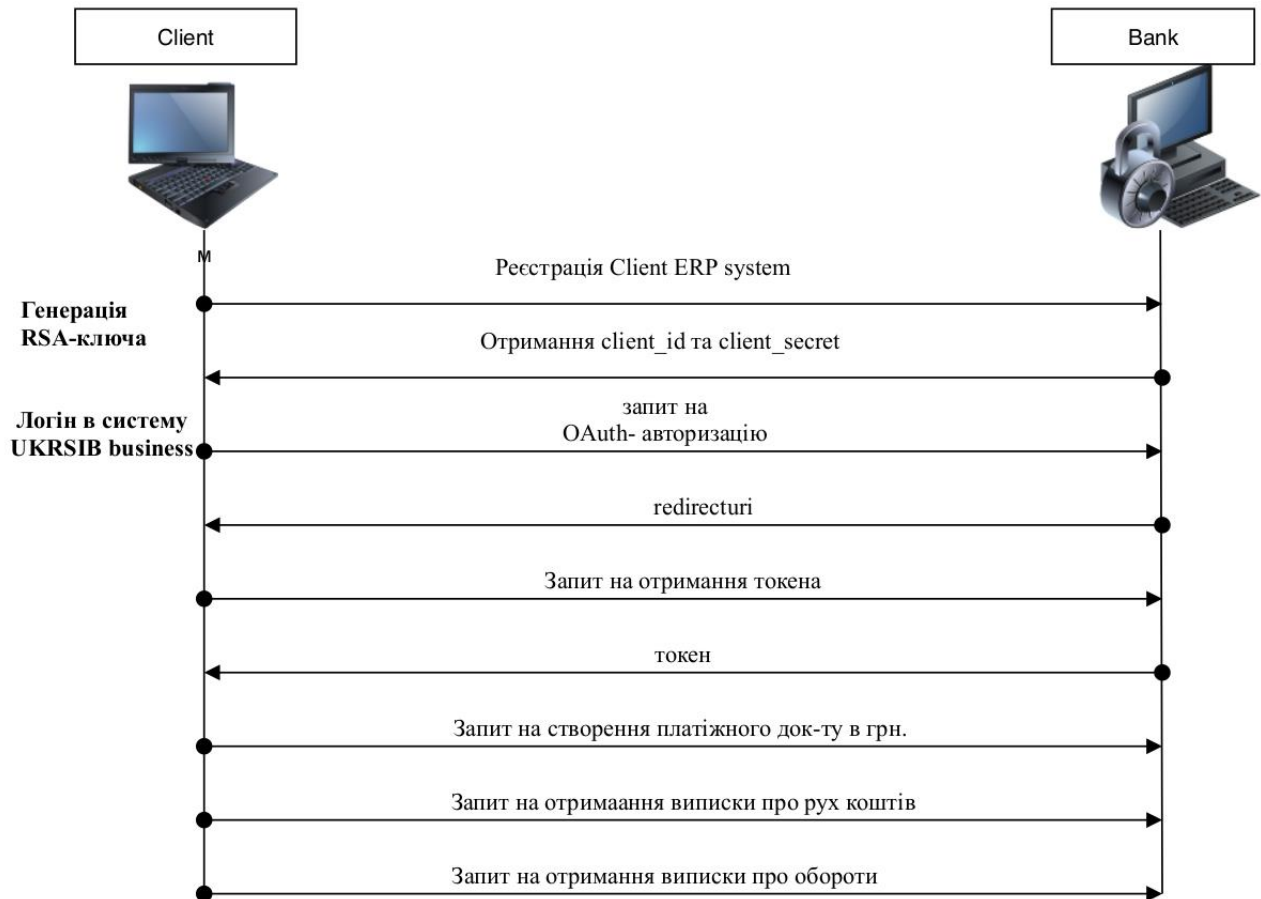 Client
Bank
М
Реєстрація Client ERP system
Генерація
RSA-ключа
Отримання client_id та client_secret
Логін в систему
UKRSIB business
запит на
OAuth- авторизацію
redirecturi
Запит на отримання токена
токен
Запит на створення платіжного док-ту в грн.
Запит на отримаання виписки про рух коштів
Запит на отримання виписки про обороти